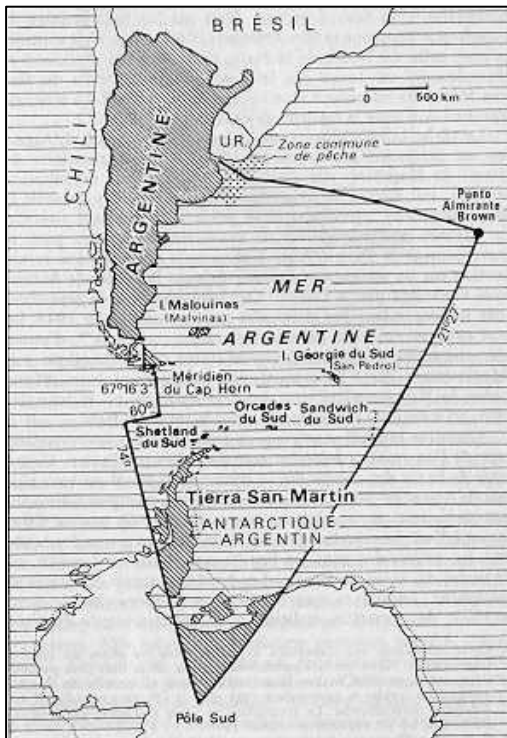 BRÉSIL
0 500 km
UR.
Zone commune
de pêche
CHILI
ARGENTINE
Punto
Almirante
Brown
MER
I. Malouines
(Malvinas)
ARGENTINE
21°27
I. Géorgie du Sud
(San Pedro)
67°16'3"
Méridien
du Cap Horn
60°
Orcades
du Sud
Sandwich
du Sud
Shetland
du Sud
74°
Tierra San Martin
ANTARCTIQUE
ARGENTIN
Pôle Sud